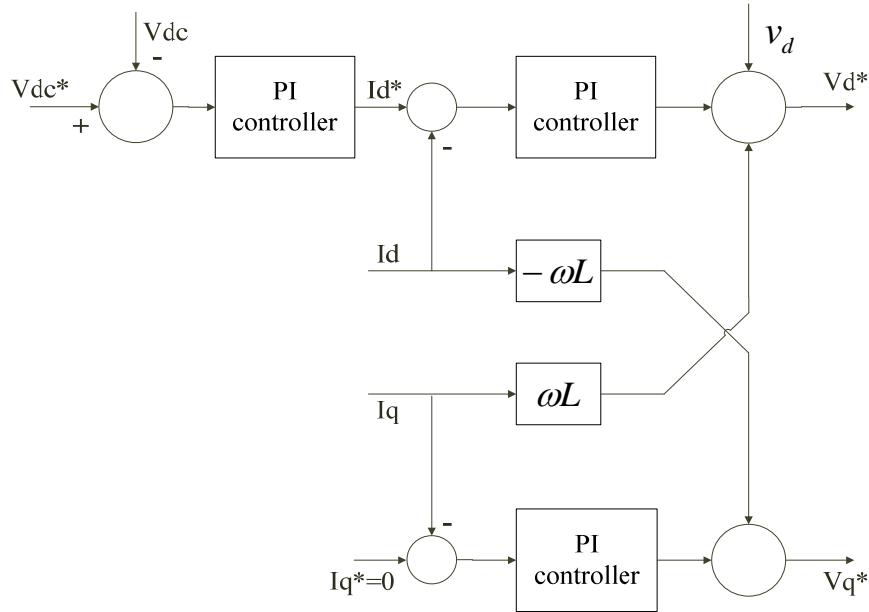 Vdc
-
Vdc*
+
PI
controller
Id*
-
PI
controller
v_d
Vd*
Id
- ωL
Iq
ωL
-
Iq*=0
PI
controller
Vq*